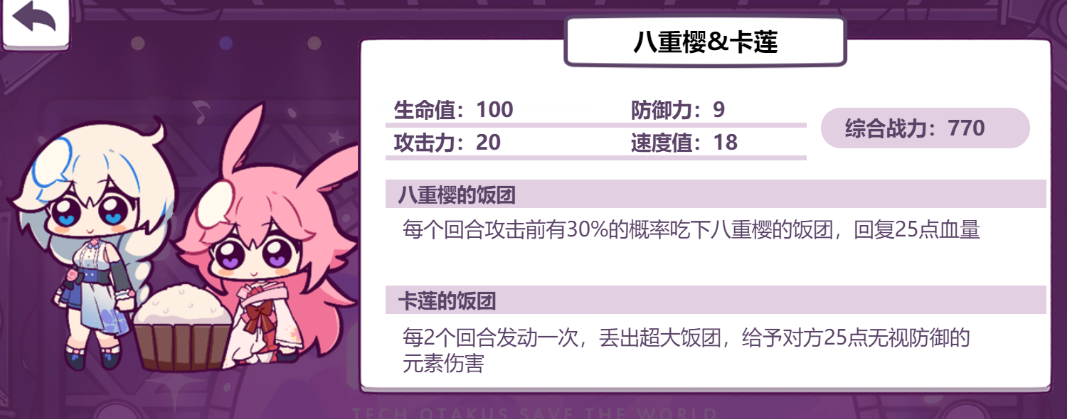 八重樱&卡莲
生命值：100
防御力：9
综合战力：770
攻击力：20
速度值：18
八重樱的饭团
每个回合攻击前有30%的概率吃下八重樱的饭团，回复25点血量
卡莲的饭团
每2个回合发动一次，丢出超大饭团，给予对方25点无视防御的
元素伤害
TECH OTAKUS SAVE THE WORLD